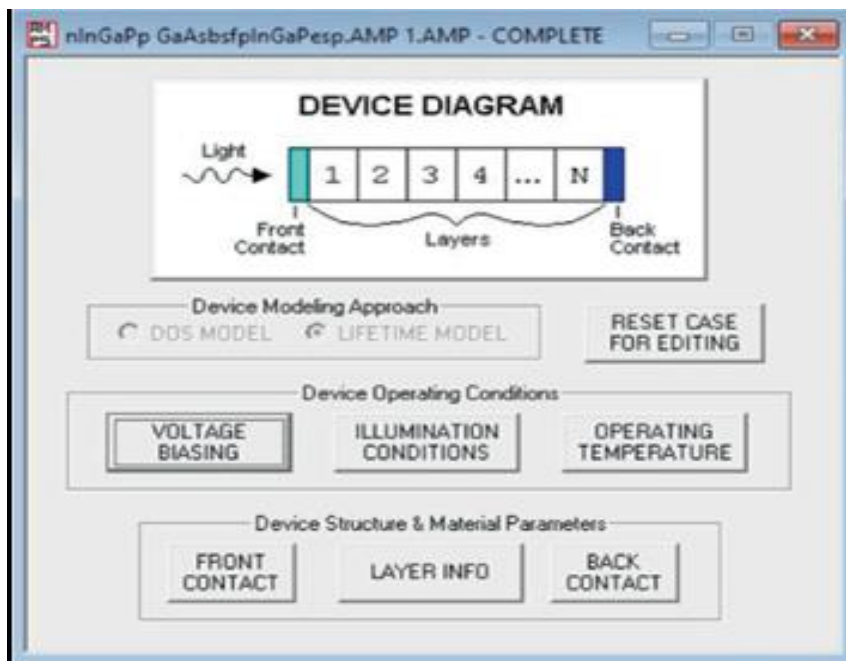 nInGaPp GaAsbsfpInGaPesp.AMP 1.AMP - COMPLETE
DEVICE DIAGRAM
Light
1 2 3 4 ... N
Front
Contact
Layers
Back
Contact
Device Modeling Approach
DOS MODEL LIFETIME MODEL
RESET CASE
FOR EDITING
Device Operating Conditions
VOLTAGE
BIASING
ILLUMINATION
CONDITIONS
OPERATING
TEMPERATURE
Device Structure & Material Parameters
FRONT
CONTACT
LAYER INFO
BACK
CONTACT